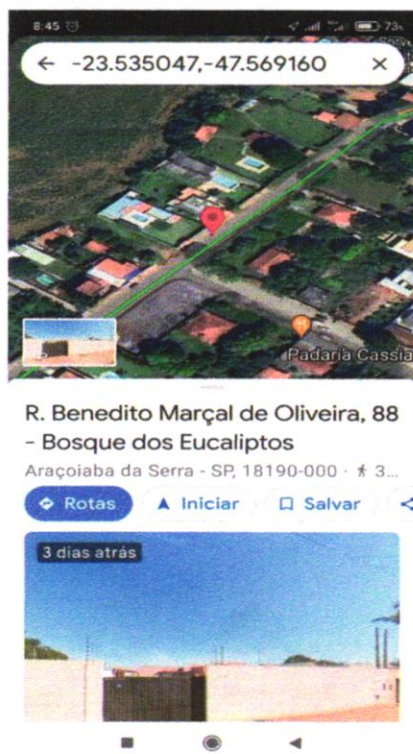 8:45
73%
-23.535047,-47.569160
Padaria Cassia
R. Benedito Marçal de Oliveira, 88
- Bosque dos Eucaliptos
Araçoiaba da Serra - SP, 18190-000 · 3...
Rotas Iniciar Salvar
3 dias atrás